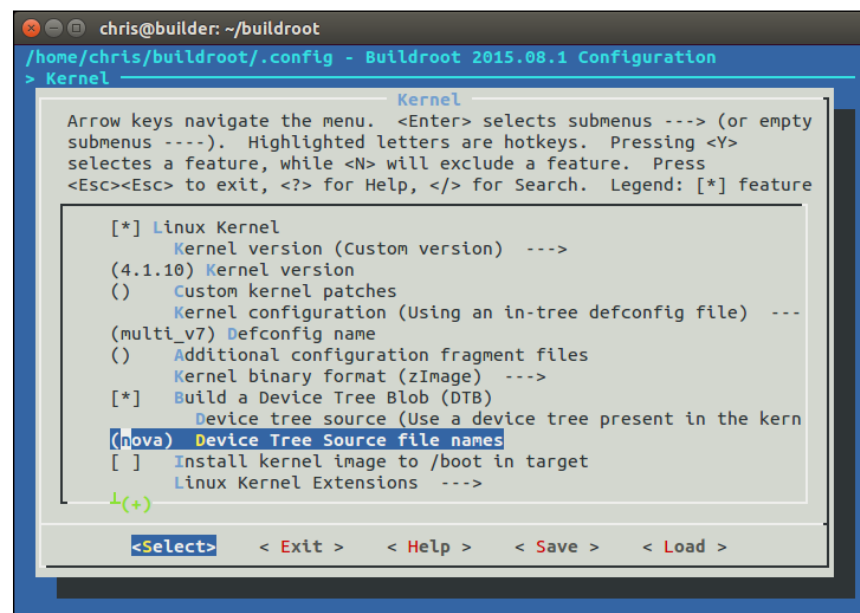 chris@builder: ~/buildroot
/home/chris/buildroot/.config - Buildroot 2015.08.1 Configuration
> Kernel
Kernel
Arrow keys navigate the menu. <Enter> selects submenus ---> (or empty
submenus ----). Highlighted letters are hotkeys. Pressing <Y>
selectes a feature, while <N> will exclude a feature. Press
<Esc><Esc> to exit, <?> for Help, </> for Search. Legend: [*] feature
[*] Linux Kernel
Kernel version (Custom version) --->
(4.1.10) Kernel version
() Custom kernel patches
Kernel configuration (Using an in-tree defconfig file) ---
(multi_v7) Defconfig name
() Additional configuration fragment files
Kernel binary format (zImage) --->
[*] Build a Device Tree Blob (DTB)
Device tree source (Use a device tree present in the kern
(nova) Device Tree Source file names
[ ] Install kernel image to /boot in target
Linux Kernel Extensions --->
┴(+)
<Select> < Exit > < Help > < Save > < Load >